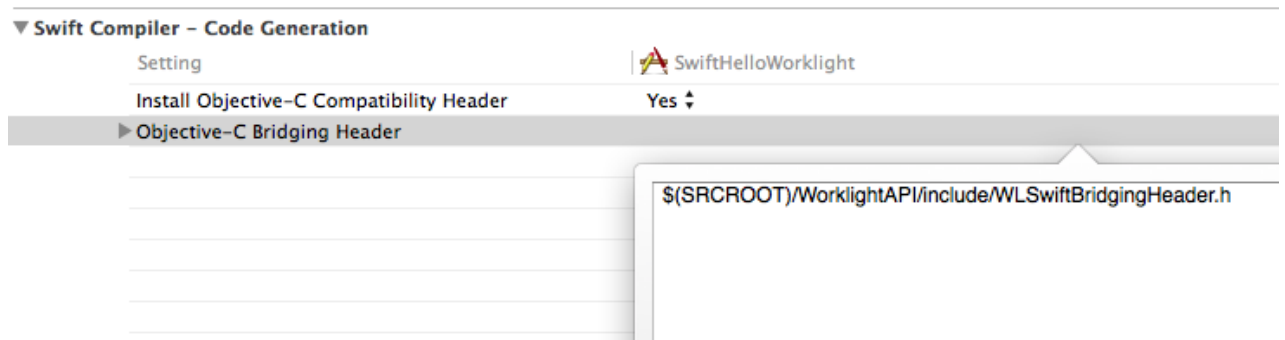 Swift Compiler – Code Generation
Setting SwiftHelloWorklight
Install Objective-C Compatibility Header Yes
Objective-C Bridging Header
$(SRCROOT)/WorklightAPI/include/WLSwiftBridgingHeader.h